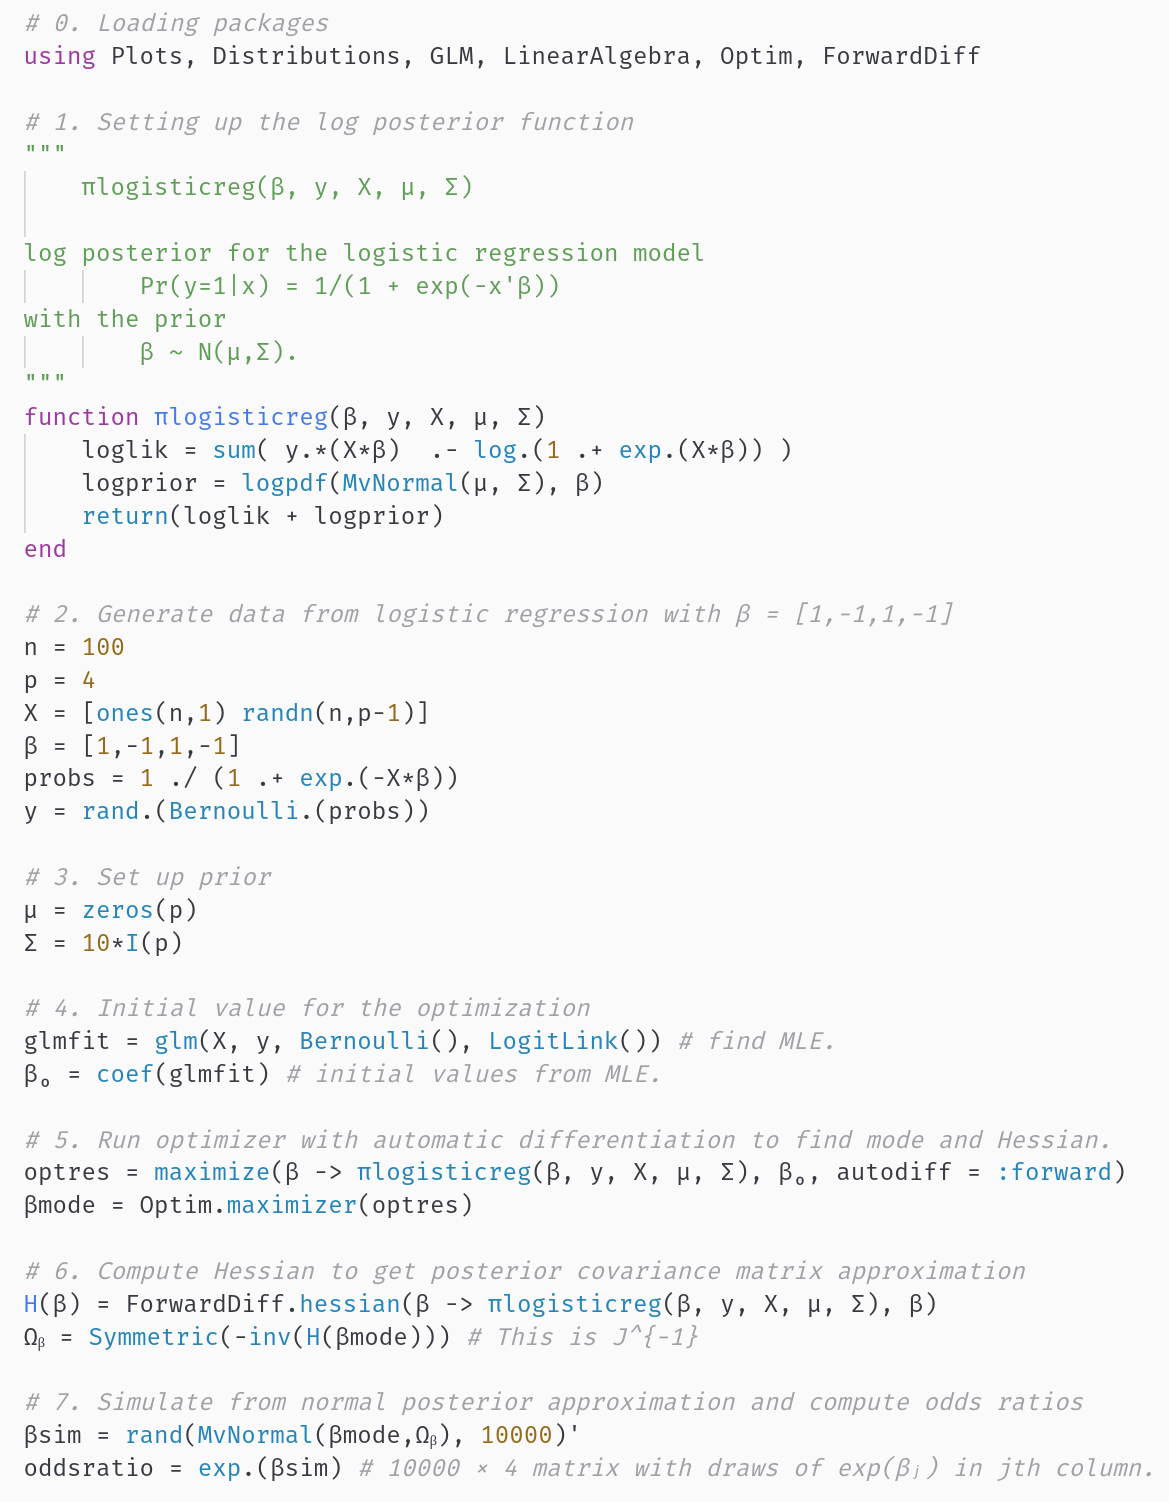 # 0. Loading packages
using Plots, Distributions, GLM, LinearAlgebra, Optim, ForwardDiff
# 1. Setting up the log posterior function
"""
    πlogisticreg(β, y, X, μ, Σ)
log posterior for the logistic regression model
        Pr(y=1|x) = 1/(1 + exp(-x'β))
with the prior
        β ~ N(μ,Σ).
"""
function πlogisticreg(β, y, X, μ, Σ)
    loglik = sum( y.*(X*β)  .- log.(1 .+ exp.(X*β)) )
    logprior = logpdf(MvNormal(μ, Σ), β)
    return(loglik + logprior)
end
# 2. Generate data from logistic regression with β = [1,-1,1,-1]
n = 100
p = 4
X = [ones(n,1) randn(n,p-1)]
β = [1,-1,1,-1]
probs = 1 ./ (1 .+ exp.(-X*β))
y = rand.(Bernoulli.(probs))
# 3. Set up prior
μ = zeros(p)
Σ = 10*I(p)
# 4. Initial value for the optimization
glmfit = glm(X, y, Bernoulli(), LogitLink()) # find MLE.
β₀ = coef(glmfit) # initial values from MLE.
# 5. Run optimizer with automatic differentiation to find mode and Hessian.
optres = maximize(β -> πlogisticreg(β, y, X, μ, Σ), β₀, autodiff = :forward)
βmode = Optim.maximizer(optres)
# 6. Compute Hessian to get posterior covariance matrix approximation
H(β) = ForwardDiff.hessian(β -> πlogisticreg(β, y, X, μ, Σ), β)
Ωᵦ = Symmetric(-inv(H(βmode))) # This is J^{-1}
# 7. Simulate from normal posterior approximation and compute odds ratios
βsim = rand(MvNormal(βmode,Ωᵦ), 10000)'
oddsratio = exp.(βsim) # 10000 × 4 matrix with draws of exp(βⱼ) in jth column.